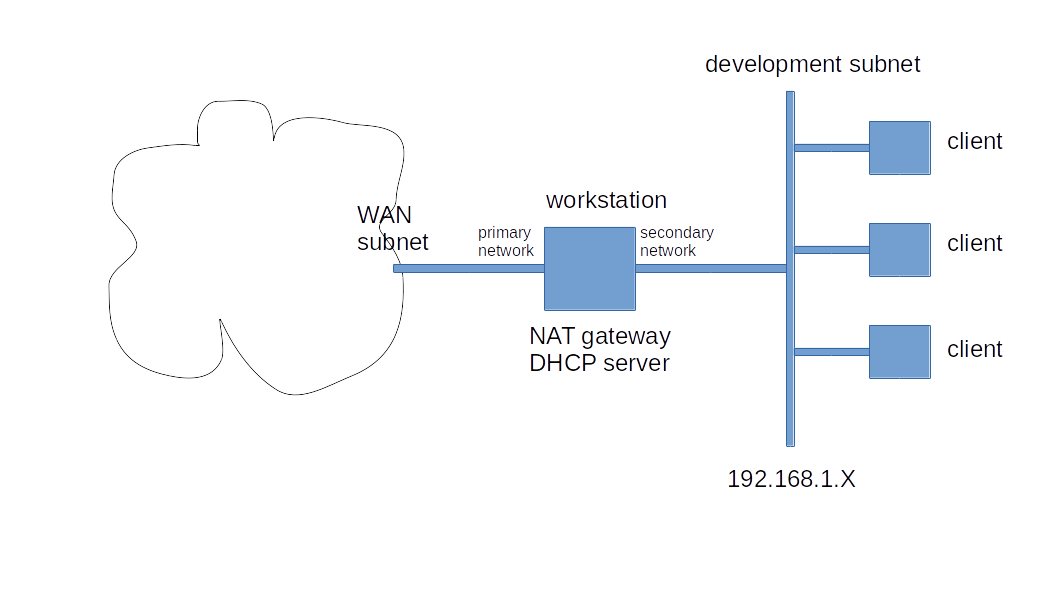 development subnet
client
workstation
WAN
subnet
primary
network
secondary
network
client
NAT gateway
DHCP server
client
192.168.1.X